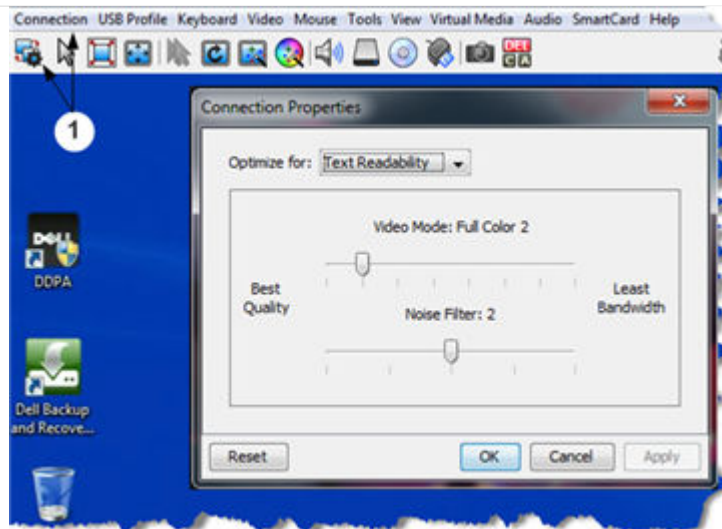 Connection USB Profile Keyboard Video Mouse Tools View Virtual Media Audio SmartCard Help
DEL
C A
1
Connection Properties
Optimize for: Text Readability
Video Mode: Full Color 2
Best Quality
Least Bandwidth
Noise Filter: 2
DELL
DDPA
Dell Backup
and Recove...
Reset OK Cancel Apply